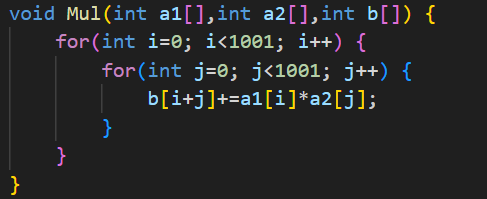 void Mul(int a1[],int a2[],int b[]) {
    for(int i=0; i<1001; i++) {
        for(int j=0; j<1001; j++) {
            b[i+j]+=a1[i]*a2[j];
        }
    }
}